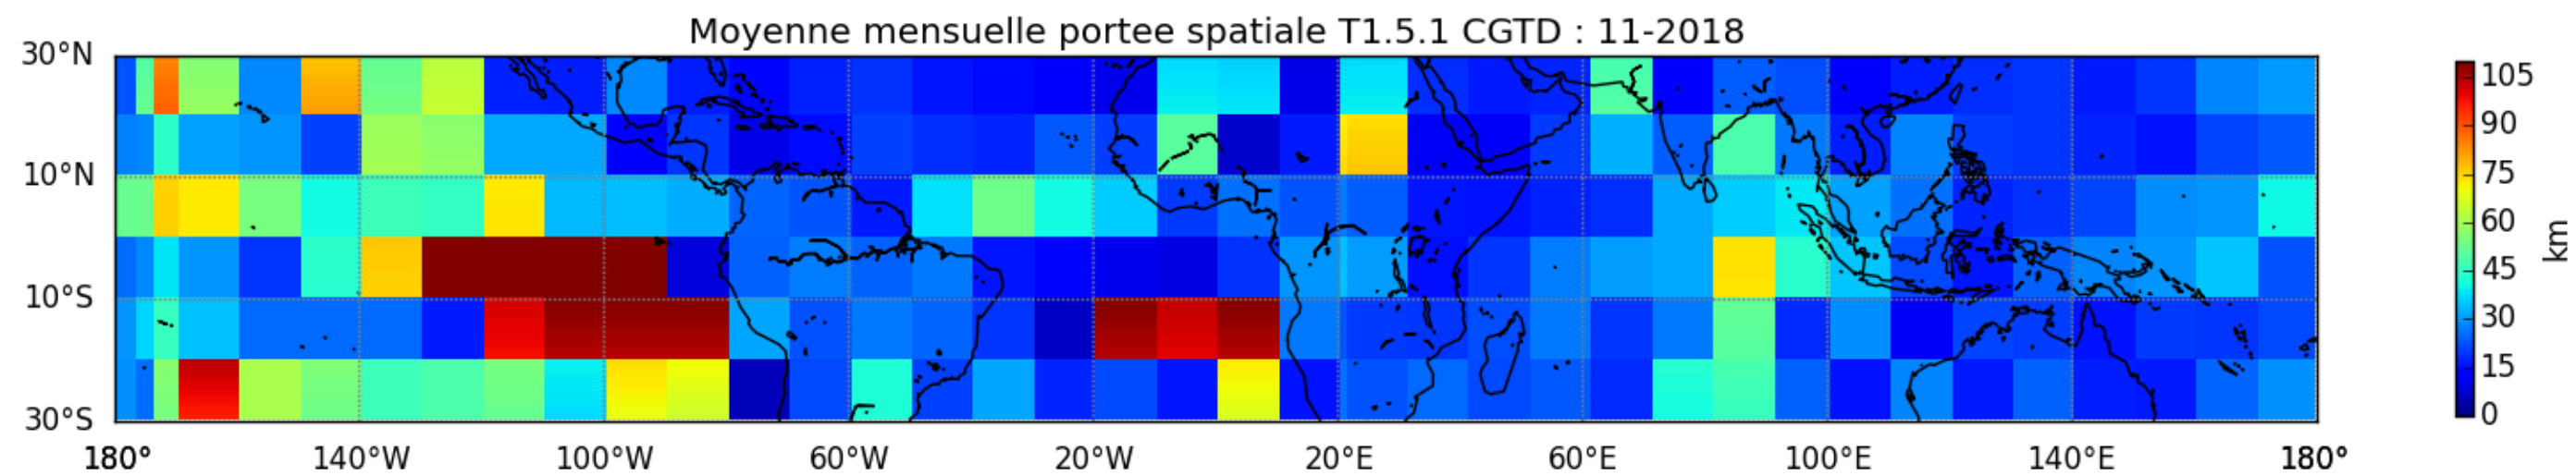 Moyenne mensuelle portee spatiale T1.5.1 CGTD : 11-2018
30°N
10°N
10°S
30°S
180° 140°W 100°W 60°W 20°W 20°E 60°E 100°E 140°E 180°
105
90
75
60
45
30
15
0
km